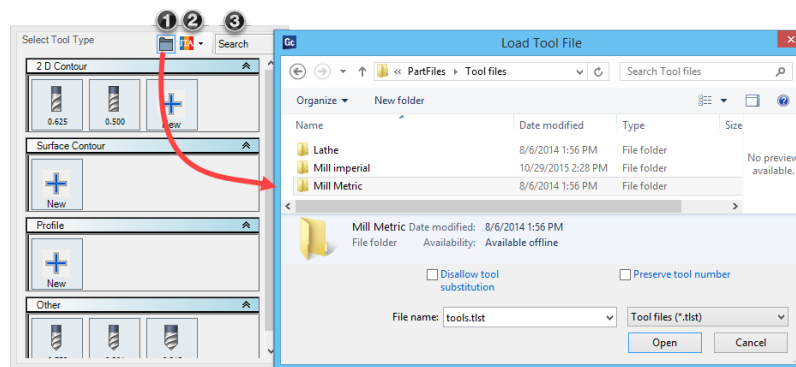 1 2 3
Select Tool Type
ITA
Search
2 D Contour
0.625
0.500
New
Surface Contour
New
Profile
New
Other
Gc
Load Tool File
« PartFiles Tool files
Search Tool files
Organize
New folder
Name
Date modified
Type
Size
Lathe 8/6/2014 1:56 PM File folder
Mill imperial 10/29/2015 2:28 PM File folder
Mill Metric 8/6/2014 1:56 PM File folder
No preview
available.
Mill Metric Date modified: 8/6/2014 1:56 PM
File folder Availability: Available offline
Disallow tool
substitution
Preserve tool number
File name: tools.tlst
Tool files (*.tlst)
Open
Cancel